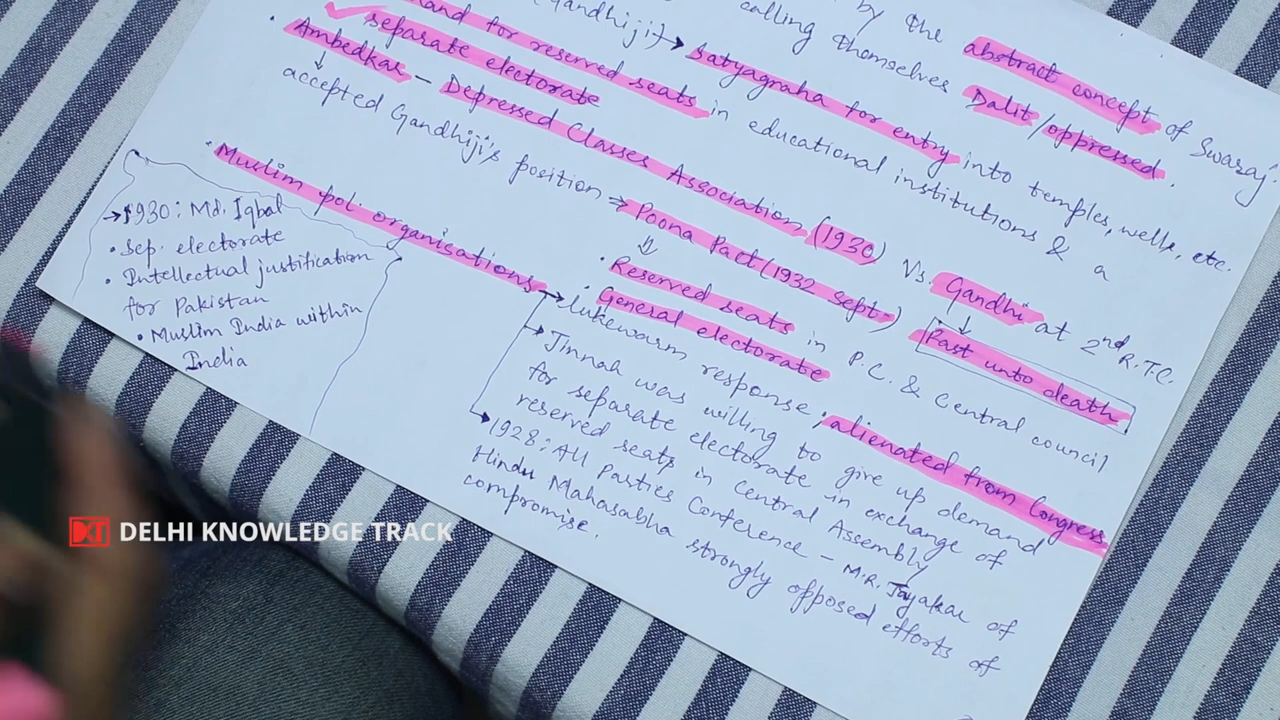 by the abstract concept of Swaraj.
calling themselves Dalit/oppressed.
(Gandhiji) → Satyagraha for entry into temples, wells, etc.
for reserved seats in educational institutions & a
separate electorate
• Ambedkar – Depressed Classes Association (1930) Vs. Gandhi at 2nd R.T.C.
accepted Gandhiji's position ⇒ Poona Pact (1932 Sept.)
Fast unto death
• Reserved seats in P.C. & Central council
• General electorate
• Muslim pol. organisations → lukewarm response, alienated from Congress
→ Jinnah was willing to give up demand
for separate electorate in exchange of
reserved seats in Central Assembly
→ 1928: All Parties Conference – M.R. Jayakar of
Hindu Mahasabha strongly opposed efforts of
compromise.
→ 1930: Md. Iqbal
• Sep. electorate
• Intellectual justification
for Pakistan
• Muslim India within
India
DKT DELHI KNOWLEDGE TRACK